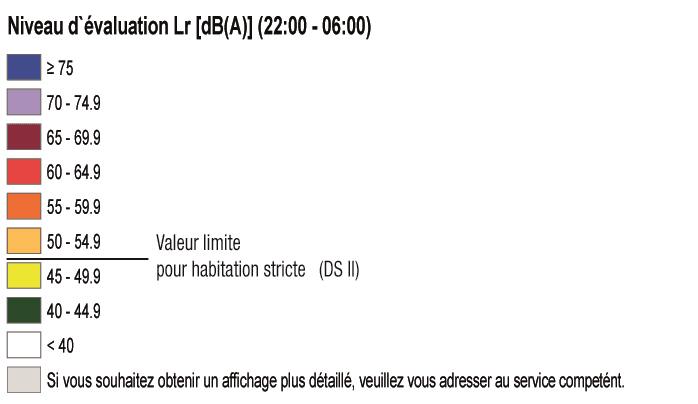 Niveau d`évaluation Lr [dB(A)] (22:00 - 06:00)
≥ 75
70 - 74.9
65 - 69.9
60 - 64.9
55 - 59.9
50 - 54.9
Valeur limite
pour habitation stricte (DS II)
45 - 49.9
40 - 44.9
< 40
Si vous souhaitez obtenir un affichage plus détaillé, veuillez vous adresser au service competént.